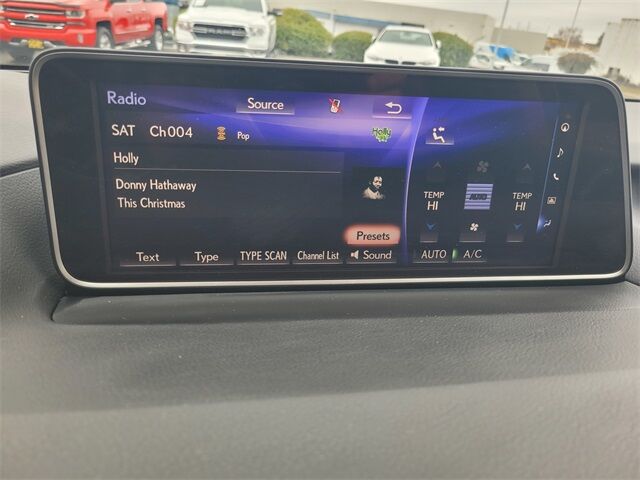 Radio
Source
SAT Ch004 Pop
Holly
Holly
Donny Hathaway
This Christmas
TEMP
HI
AUTO
TEMP
HI
Presets
Text Type TYPE SCAN Channel List Sound AUTO A/C